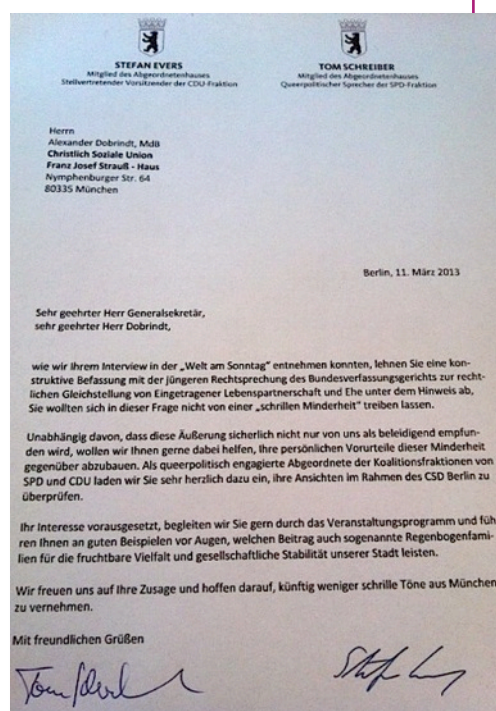 STEFAN EVERS
Mitglied des Abgeordnetenhauses
Stellvertretender Vorsitzender der CDU-Fraktion
TOM SCHREIBER
Mitglied des Abgeordnetenhauses
Queerpolitischer Sprecher der SPD-Fraktion
Herrn
Alexander Dobrindt, MdB
Christlich Soziale Union
Franz Josef Strauß - Haus
Nymphenburger Str. 64
80335 München
Berlin, 11. März 2013
Sehr geehrter Herr Generalsekretär,
sehr geehrter Herr Dobrindt,
wie wir Ihrem Interview in der „Welt am Sonntag“ entnehmen konnten, lehnen Sie eine kon-
struktive Befassung mit der jüngeren Rechtsprechung des Bundesverfassungsgerichts zur recht-
lichen Gleichstellung von Eingetragener Lebenspartnerschaft und Ehe unter dem Hinweis ab,
Sie wollten sich in dieser Frage nicht von einer „schrillen Minderheit“ treiben lassen.
Unabhängig davon, dass diese Äußerung sicherlich nicht nur von uns als beleidigend empfun-
den wird, wollen wir Ihnen gerne dabei helfen, Ihre persönlichen Vorurteile dieser Minderheit
gegenüber abzubauen. Als queerpolitisch engagierte Abgeordnete der Koalitionsfraktionen von
SPD und CDU laden wir Sie sehr herzlich dazu ein, ihre Ansichten im Rahmen des CSD Berlin zu
überprüfen.
Ihr Interesse vorausgesetzt, begleiten wir Sie gern durch das Veranstaltungsprogramm und füh
ren Ihnen an guten Beispielen vor Augen, welchen Beitrag auch sogenannte Regenbogenfami-
lien für die fruchtbare Vielfalt und gesellschaftliche Stabilität unserer Stadt leisten.
Wir freuen uns auf Ihre Zusage und hoffen darauf, künftig weniger schrille Töne aus München
zu vernehmen.
Mit freundlichen Grüßen